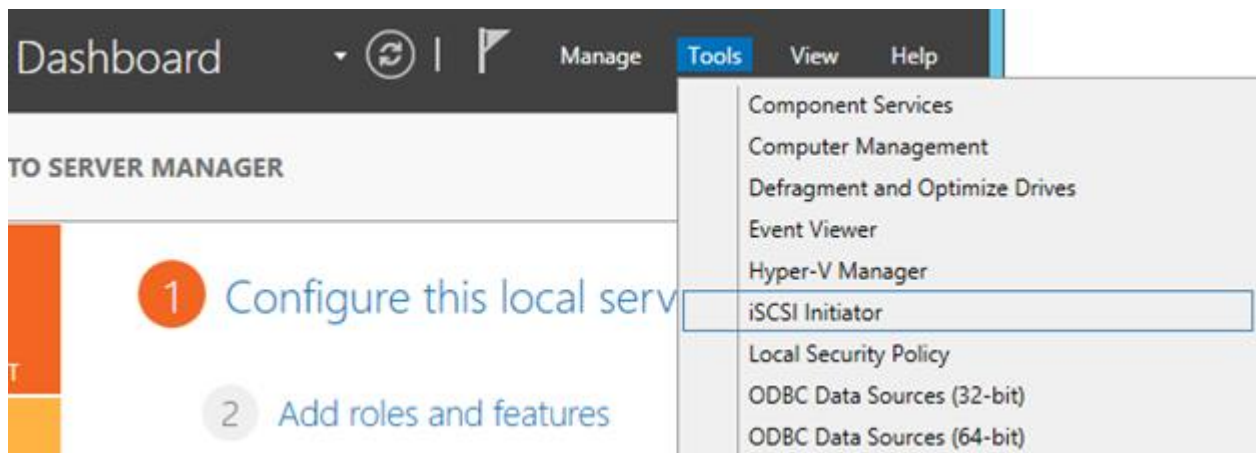 Dashboard
Manage Tools View Help
Component Services
Computer Management
TO SERVER MANAGER
Defragment and Optimize Drives
Event Viewer
Hyper-V Manager
1 Configure this local serv
iSCSI Initiator
Local Security Policy
T
ODBC Data Sources (32-bit)
2 Add roles and features
ODBC Data Sources (64-bit)